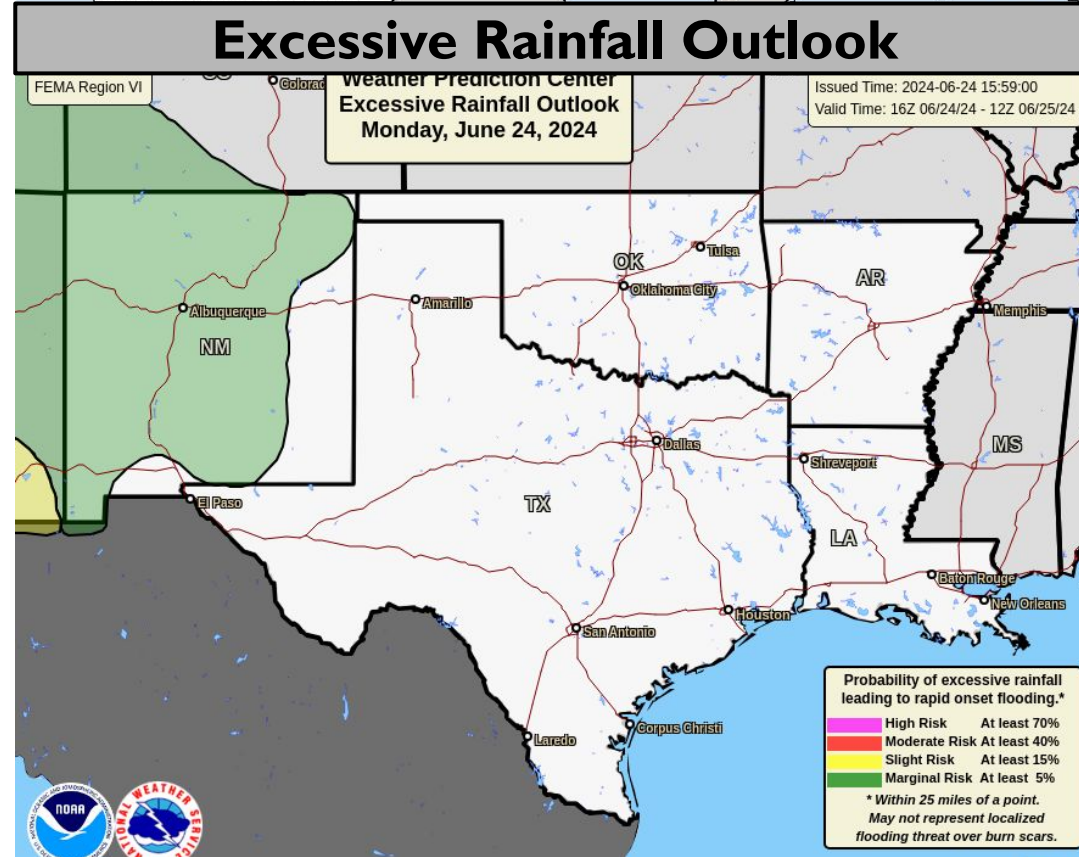 Excessive Rainfall Outlook
FEMA Region VI
Weather Prediction Center
Excessive Rainfall Outlook
Monday, June 24, 2024
Issued Time: 2024-06-24 15:59:00
Valid Time: 16Z 06/24/24 - 12Z 06/25/24
Tulsa
OK
Oklahoma City
AR
Amarillo
Albuquerque
Memphis
NM
Dallas
MS
Shreveport
El Paso
TX
LA
Baton Rouge
New Orleans
Houston
San Antonio
Corpus Christi
Laredo
Probability of excessive rainfall
leading to rapid onset flooding.*
High Risk At least 70%
Moderate Risk At least 40%
Slight Risk At least 15%
Marginal Risk At least 5%
* Within 25 miles of a point.
May not represent localized
flooding threat over burn scars.
NOAA
NATIONAL WEATHER SERVICE